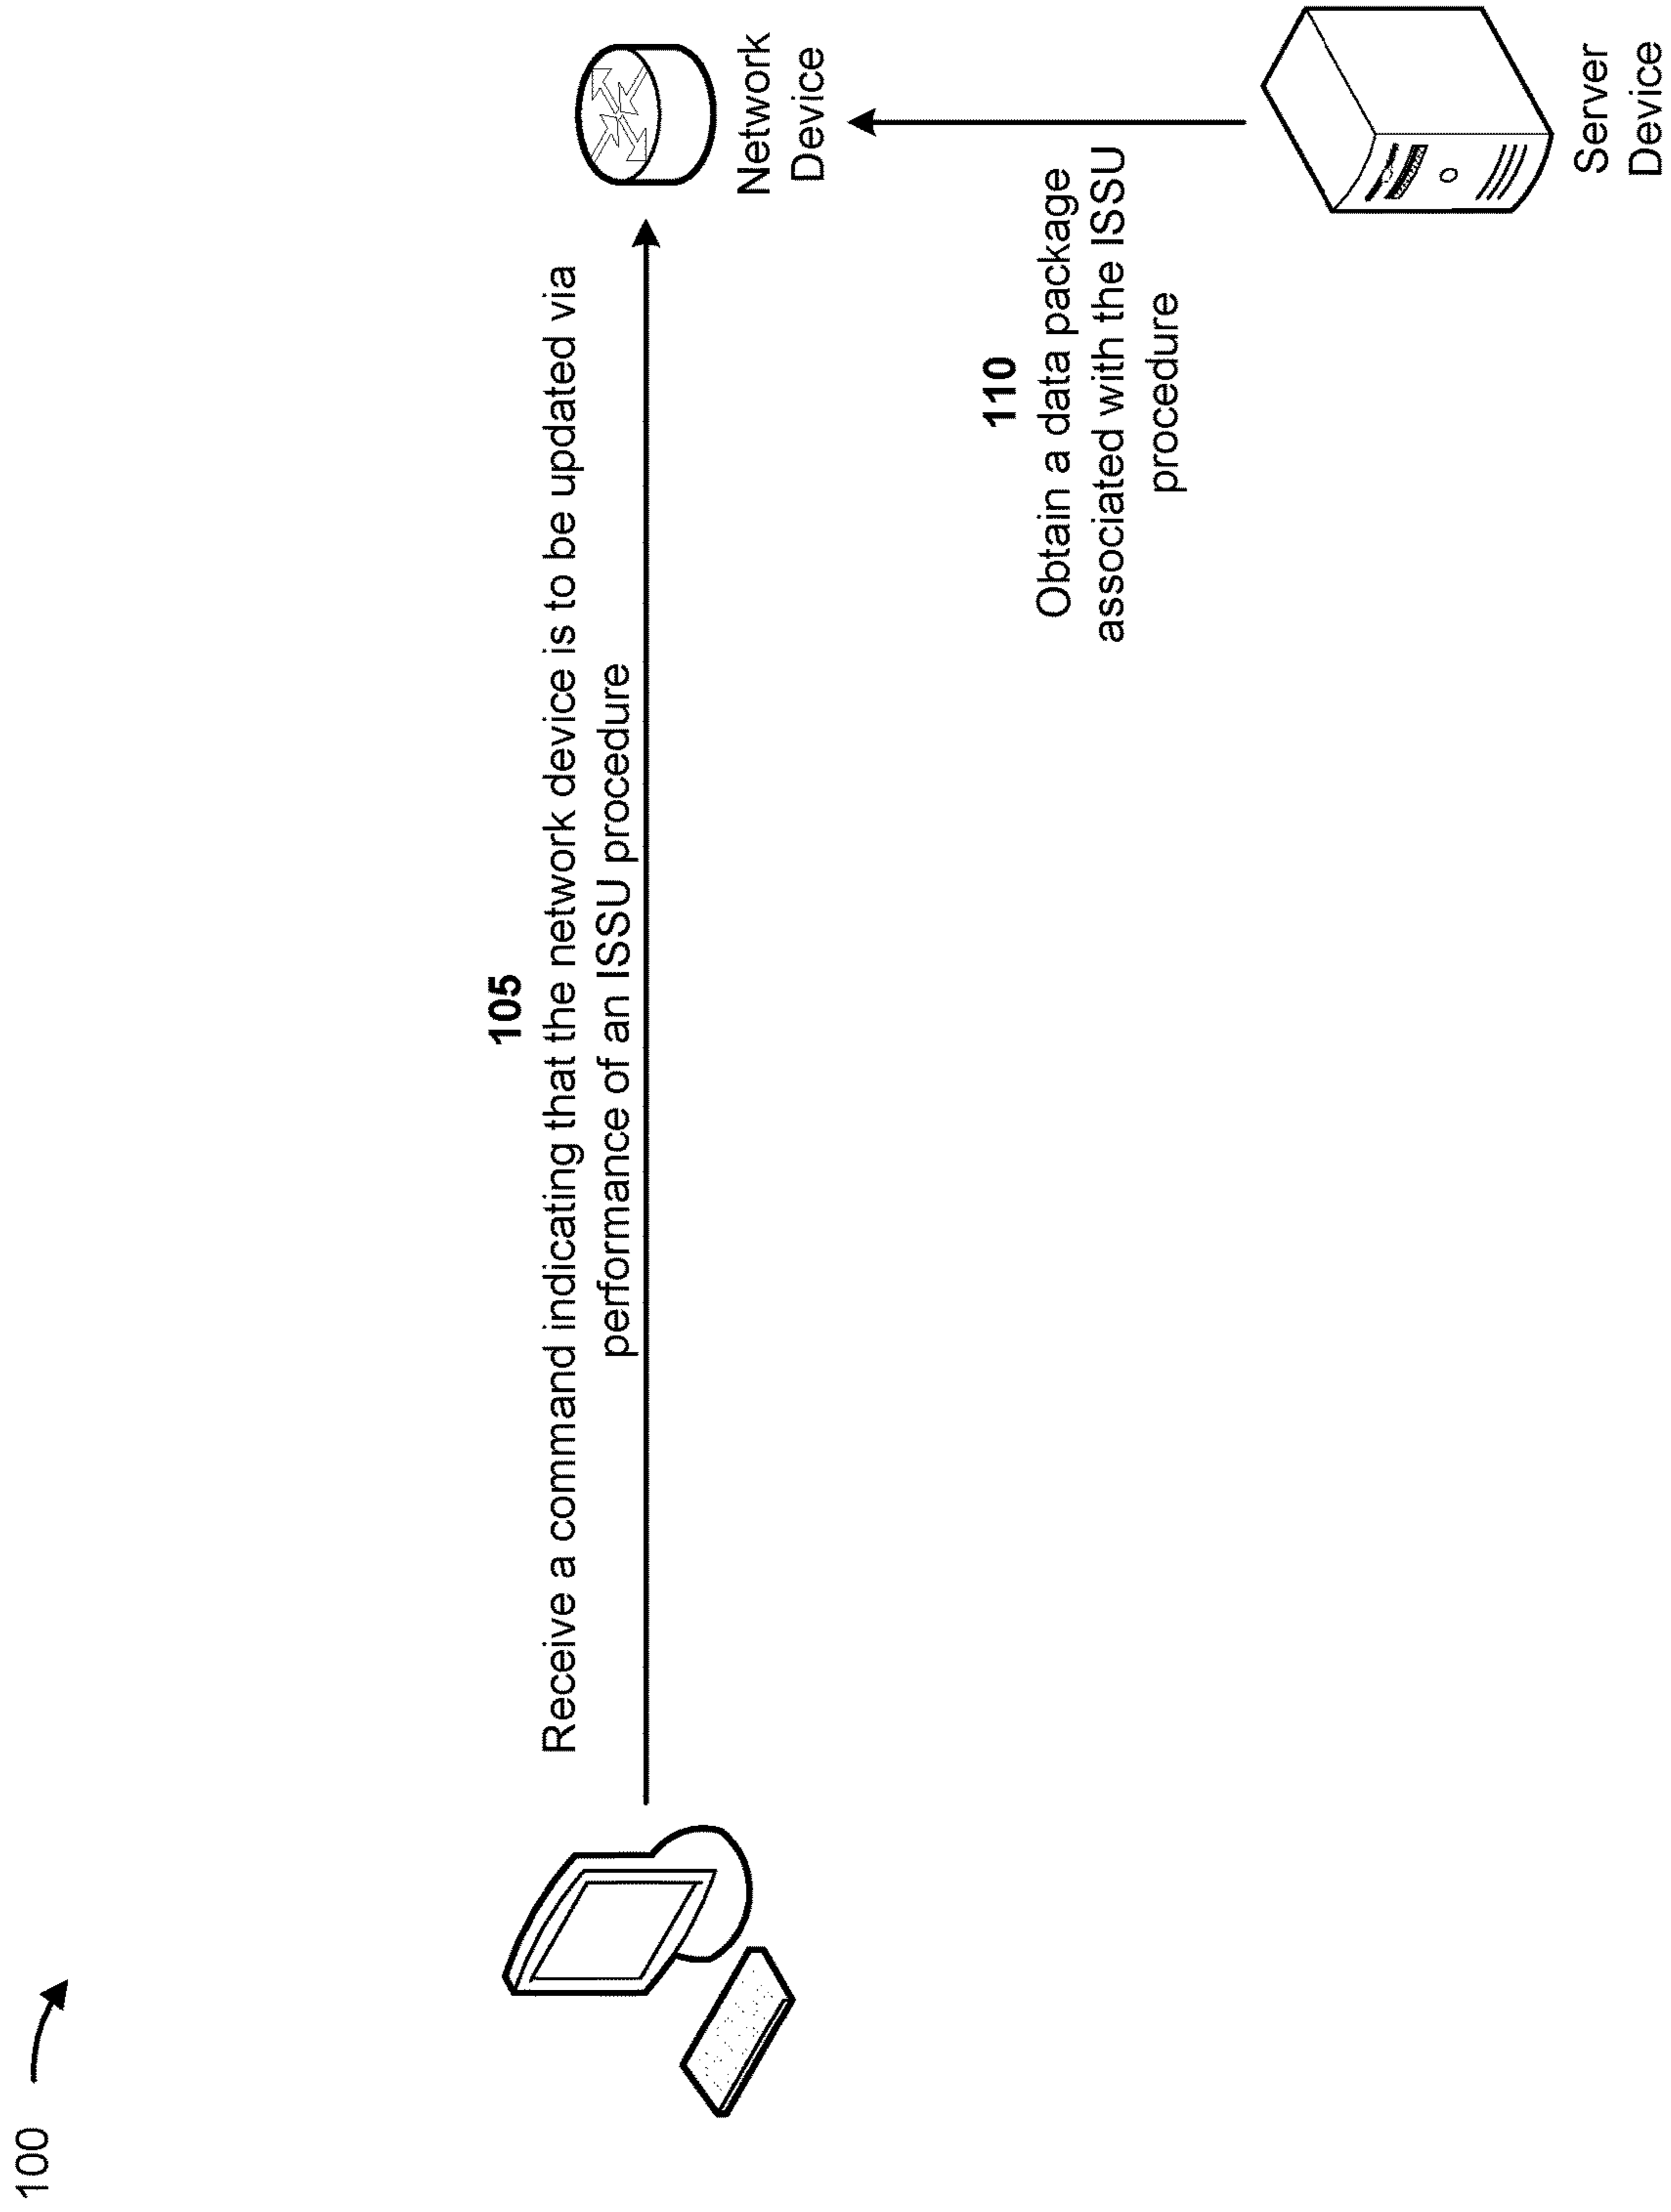 100
105
Receive a command indicating that the network device is to be updated via
performance of an ISSU procedure
Network
Device
110
Obtain a data package
associated with the ISSU
procedure
Server
Device